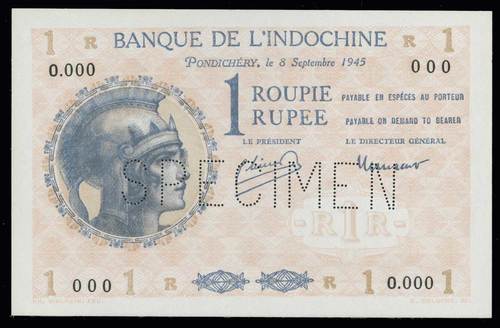 1 R BANQUE DE L'INDOCHINE R 1
PONDICHÉRY, le 8 Septembre 1945
0.000 000
1 ROUPIE PAYABLE EN ESPÈCES AU PORTEUR
RUPEE PAYABLE ON DEMAND TO BEARER
LE PRÉSIDENT LE DIRECTEUR GÉNÉRAL
SPECIMEN
R 1 R
1 000 1 R R 1 0.000 1